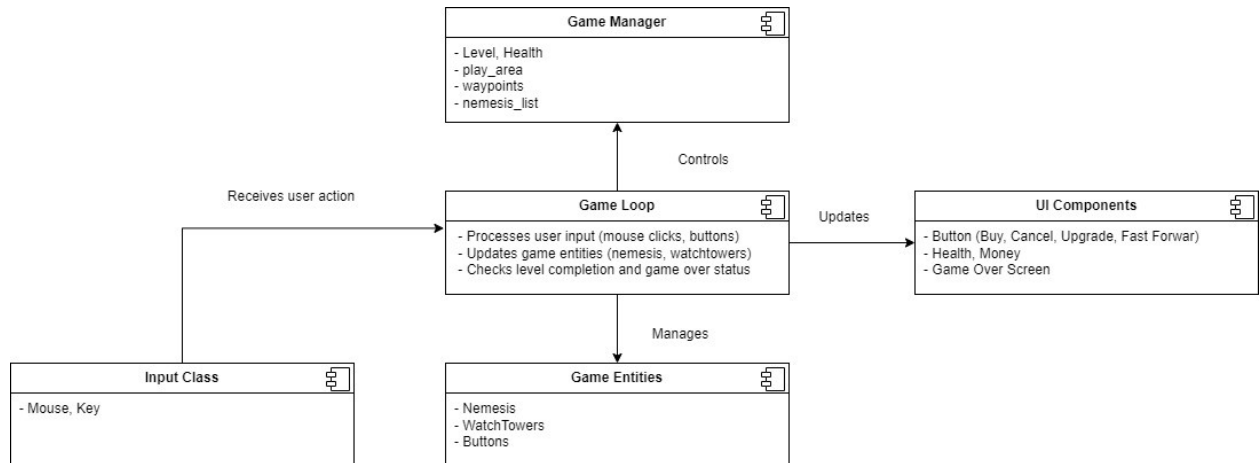 Game Manager
- Level, Health
- play_area
- waypoints
- nemesis_list
Controls
Receives user action
Game Loop
- Processes user input (mouse clicks, buttons)
- Updates game entities (nemesis, watchtowers)
- Checks level completion and game over status
Updates
UI Components
- Button (Buy, Cancel, Upgrade, Fast Forwar)
- Health, Money
- Game Over Screen
Manages
Input Class
- Mouse, Key
Game Entities
- Nemesis
- WatchTowers
- Buttons